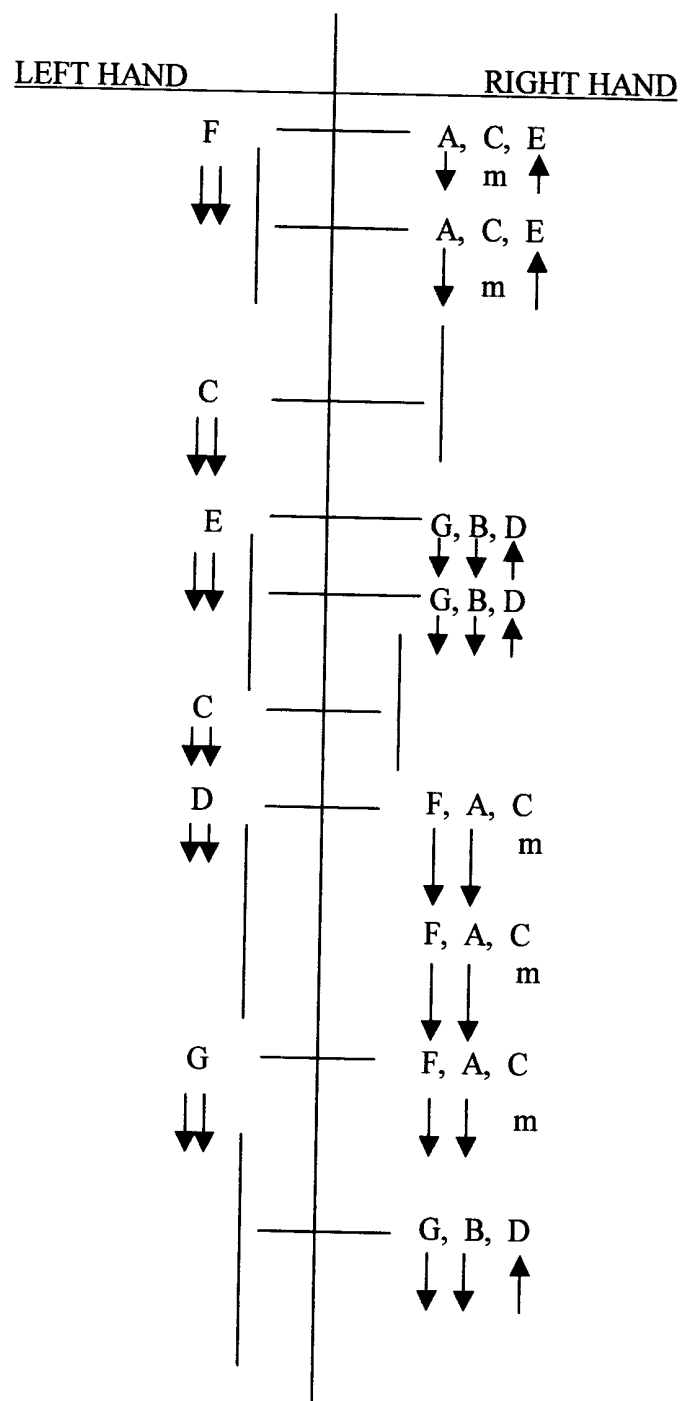 LEFT HAND RIGHT HAND
F A, C, E
m
A, C, E
m
C
E G, B, D
G, B, D
C
D F, A, C
m
F, A, C
m
G F, A, C
m
G, B, D